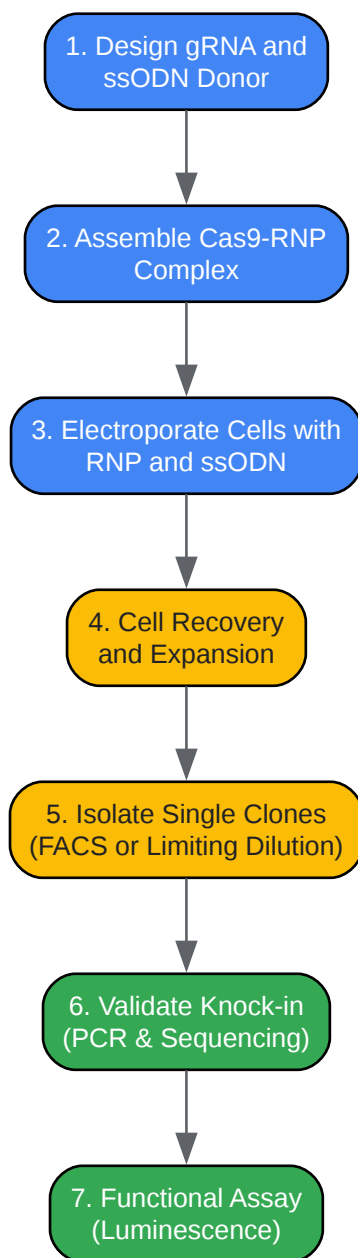 1. Design gRNA and
ssODN Donor
2. Assemble Cas9-RNP
Complex
3. Electroporate Cells with
RNP and ssODN
4. Cell Recovery
and Expansion
5. Isolate Single Clones
(FACS or Limiting Dilution)
6. Validate Knock-in
(PCR & Sequencing)
7. Functional Assay
(Luminescence)